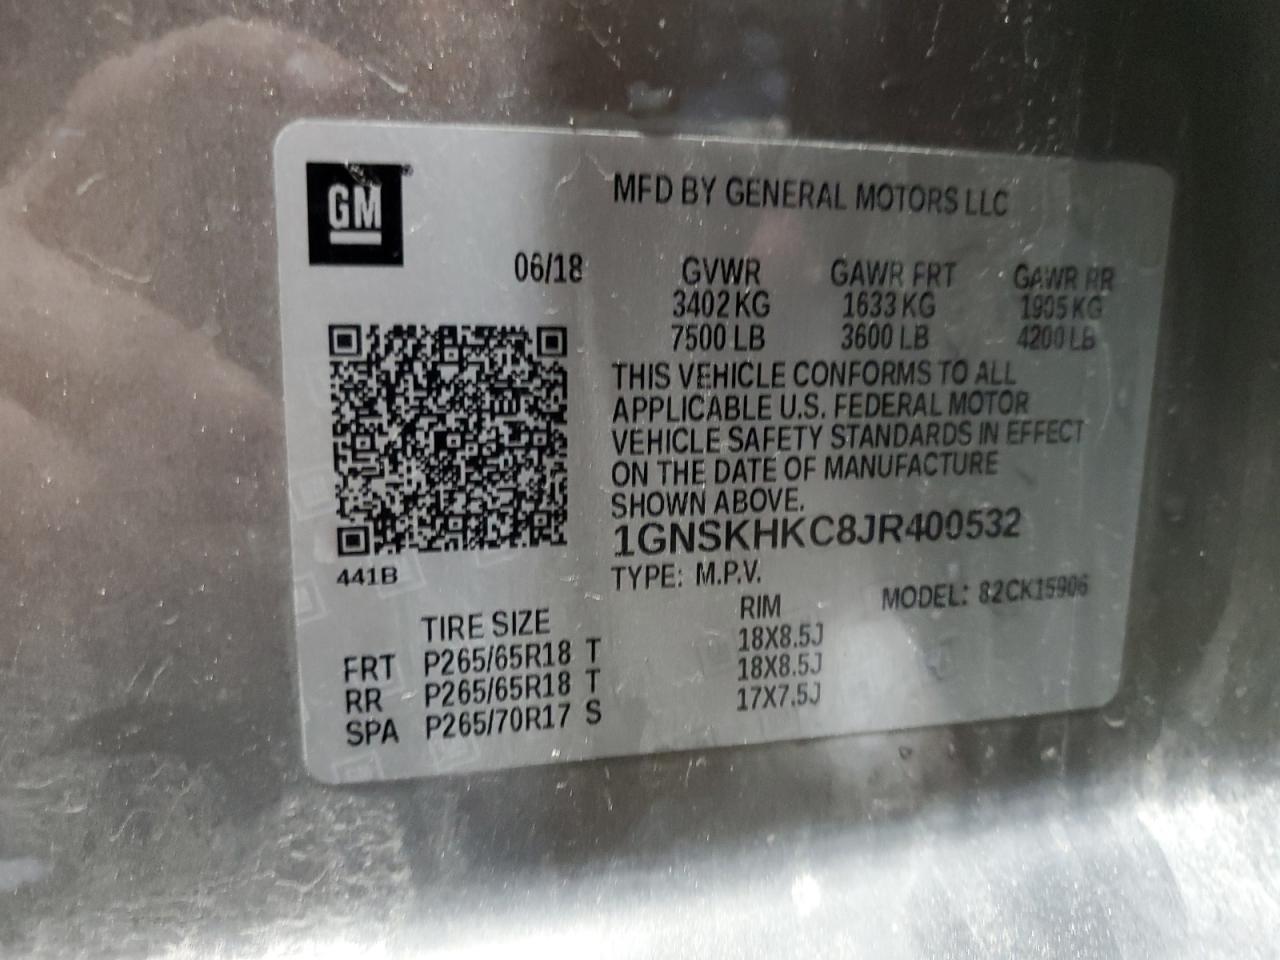 GM
MFD BY GENERAL MOTORS LLC
06/18 GVWR GAWR FRT GAWR RR
3402 KG 1633 KG 1905 KG
7500 LB 3600 LB 4200 LB
THIS VEHICLE CONFORMS TO ALL
APPLICABLE U.S. FEDERAL MOTOR
VEHICLE SAFETY STANDARDS IN EFFECT
ON THE DATE OF MANUFACTURE
SHOWN ABOVE.
1GNSKHKC8JR400532
441B
TYPE: M.P.V. MODEL: 82CK15906
TIRE SIZE RIM
FRT P265/65R18 T 18X8.5J
RR P265/65R18 T 18X8.5J
SPA P265/70R17 S 17X7.5J